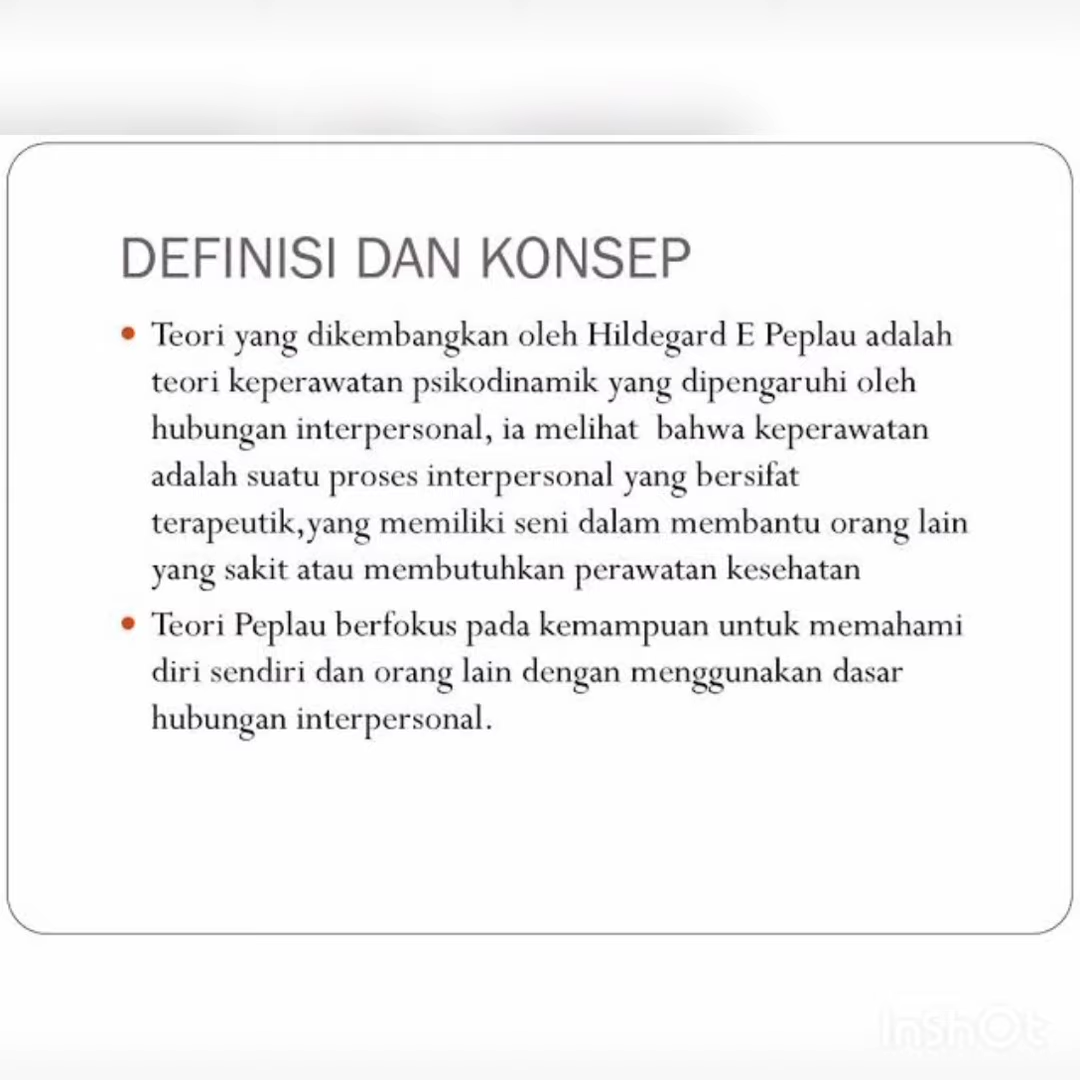 DEFINISI DAN KONSEP
• Teori yang dikembangkan oleh Hildegard E Peplau adalah
teori keperawatan psikodinamik yang dipengaruhi oleh
hubungan interpersonal, ia melihat  bahwa keperawatan
adalah suatu proses interpersonal yang bersifat
terapeutik,yang memiliki seni dalam membantu orang lain
yang sakit atau membutuhkan perawatan kesehatan
• Teori Peplau berfokus pada kemampuan untuk memahami
diri sendiri dan orang lain dengan menggunakan dasar
hubungan interpersonal.
InShOt